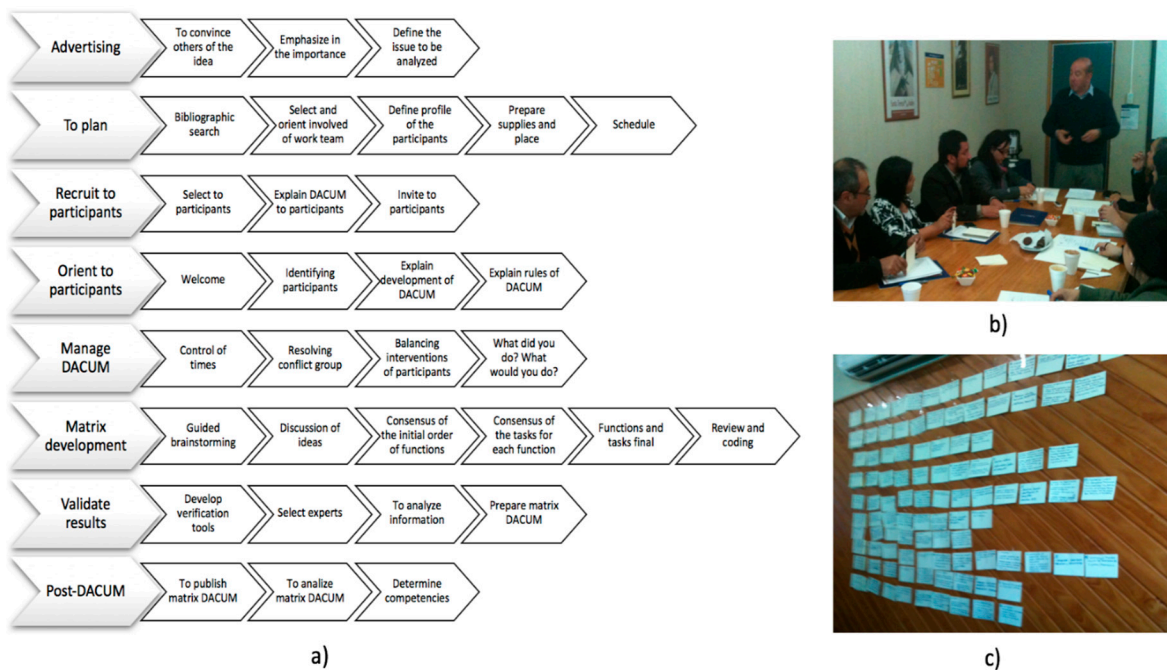 Advertising
To convince
others of the
idea
Emphasize in
the importance
Define the
issue to be
analyzed
To plan
Bibliographic
search
Select and
orient involved
of work team
Define profile
of the
participants
Prepare
supplies and
place
Schedule
Recruit to
participants
Select to
participants
Explain DACUM
to participants
Invite to
participants
Orient to
participants
Welcome
Identifying
participants
Explain
development of
DACUM
Explain rules of
DACUM
Manage
DACUM
Control of
times
Resolving
conflict group
Balancing
interventions
of participants
What did you
do? What
would you do?
Matrix
development
Guided
brainstorming
Discussion of
ideas
Consensus of
the initial order
of functions
Consensus of
the tasks for
each function
Functions and
tasks final
Review and
coding
Validate
results
Develop
verification
tools
Select experts
To analyze
information
Prepare matrix
DACUM
Post-DACUM
To publish
matrix DACUM
To analize
matrix DACUM
Determine
competencies
a)
b)
c)